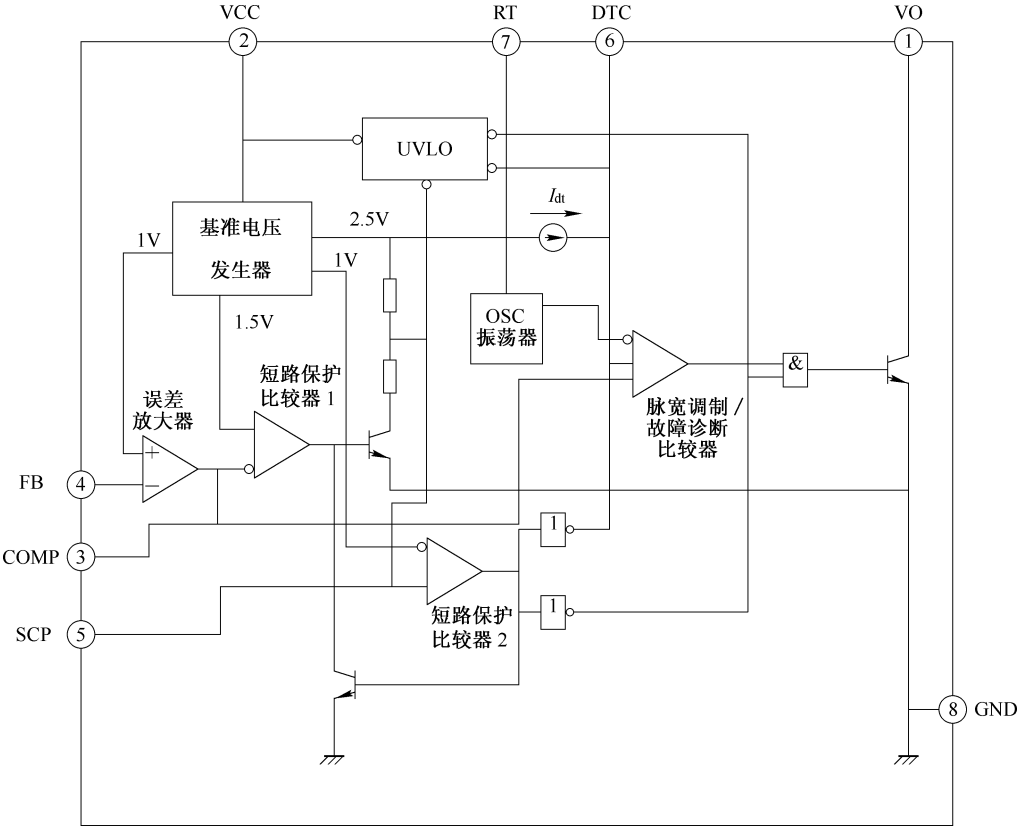 VCC
RT
DTC
VO
2
7
6
1
UVLO
I dt
基准电压
发生器
2.5V
1V
1V
1.5V
OSC
振荡器
&
短路保护
比较器 1
误差
放大器
脉宽调制 /
故障诊断
比较器
+
−
FB
4
COMP
3
1
SCP
5
短路保护
比较器 2
1
8
GND